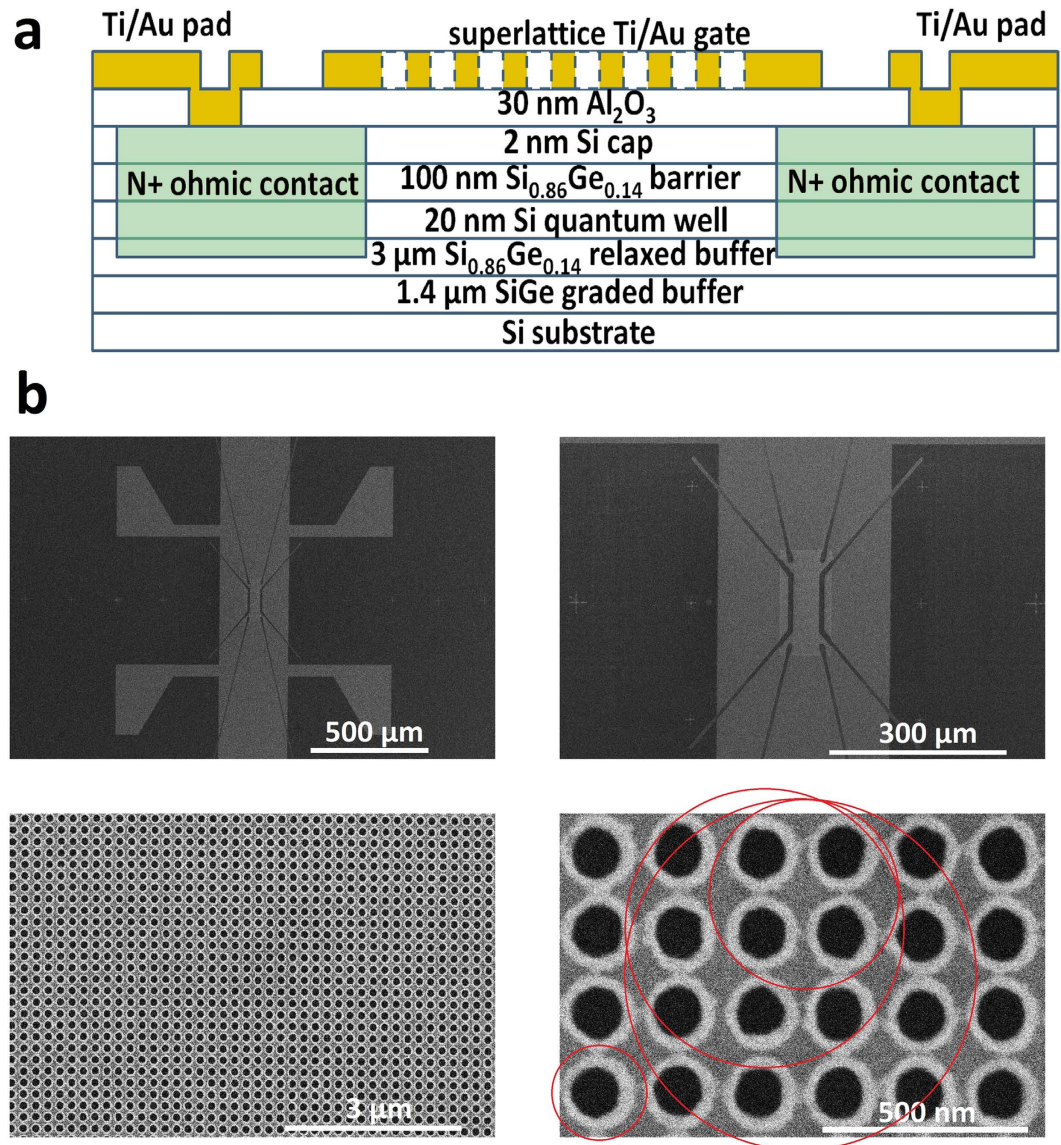 a
Ti/Au pad
superlattice Ti/Au gate
Ti/Au pad
30 nm Al₂O₃
2 nm Si cap
N+ ohmic contact
100 nm Si₀.₈₆Ge₀.₁₄ barrier
N+ ohmic contact
20 nm Si quantum well
3 μm Si₀.₈₆Ge₀.₁₄ relaxed buffer
1.4 μm SiGe graded buffer
Si substrate
b
500 μm
300 μm
3 μm
500 nm